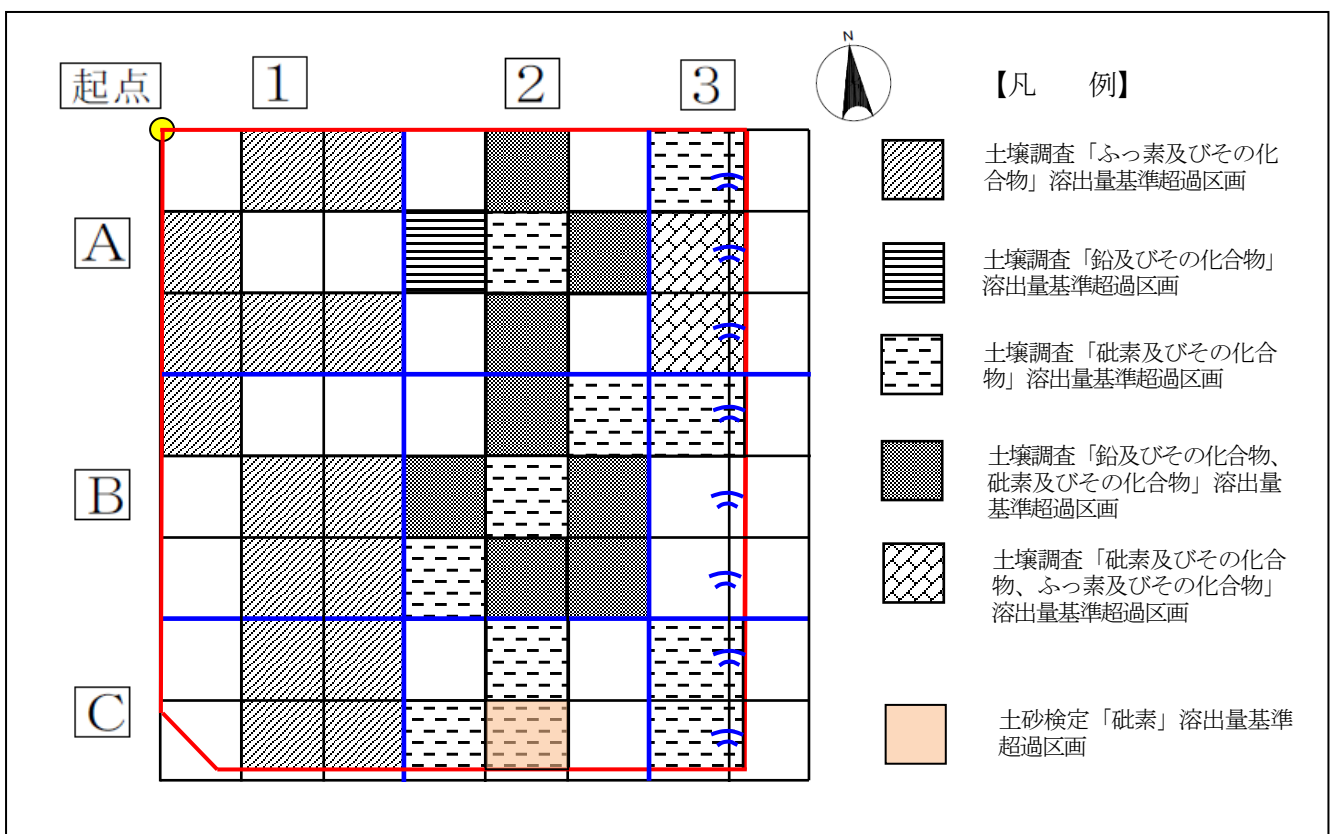 N
起点
1
2
3
【凡 例】
土壌調査「ふっ素及びその化
合物」溶出量基準超過区画
A
土壌調査「鉛及びその化合物」
溶出量基準超過区画
土壌調査「砒素及びその化合
物」溶出量基準超過区画
B
土壌調査「鉛及びその化合物、
砒素及びその化合物」溶出量
基準超過区画
土壌調査「砒素及びその化合
物、ふっ素及びその化合物」
溶出量基準超過区画
C
土砂検定「砒素」溶出量基準
超過区画